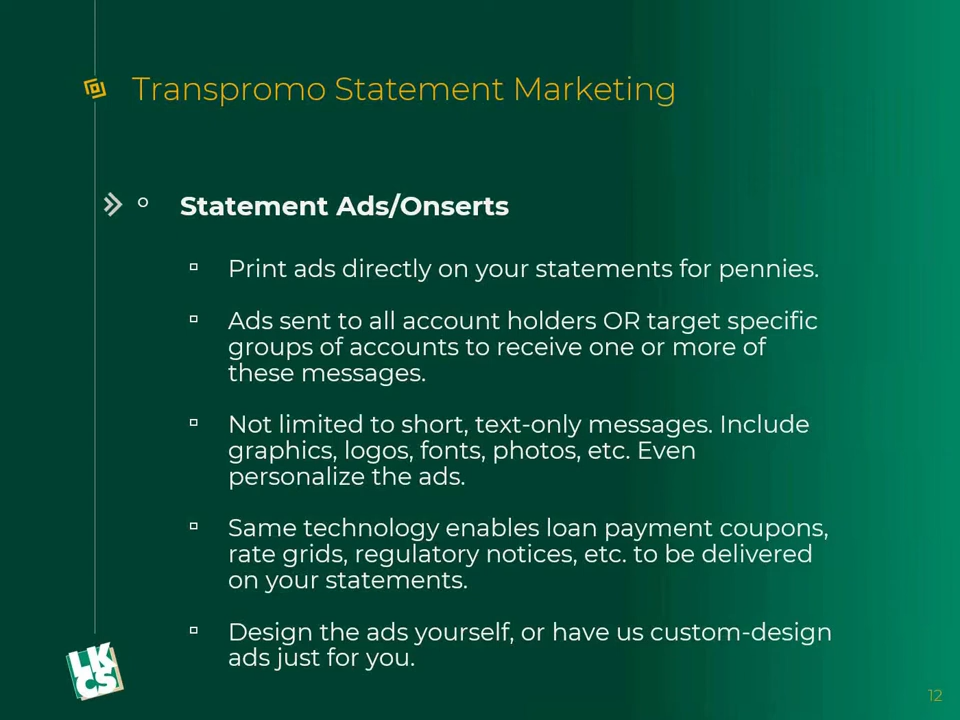 Transpromo Statement Marketing
Statement Ads/Onserts
Print ads directly on your statements for pennies.
Ads sent to all account holders OR target specific
groups of accounts to receive one or more of
these messages.
Not limited to short, text-only messages. Include
graphics, logos, fonts, photos, etc. Even
personalize the ads.
Same technology enables loan payment coupons,
rate grids, regulatory notices, etc. to be delivered
on your statements.
Design the ads yourself, or have us custom-design
ads just for you.
LK
CS
12